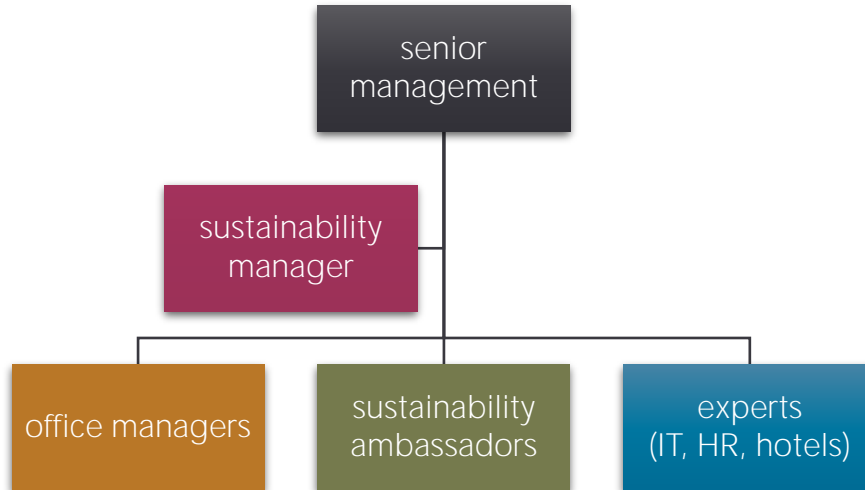 senior
management
sustainability
manager
office managers
sustainability
ambassadors
experts
(IT, HR, hotels)